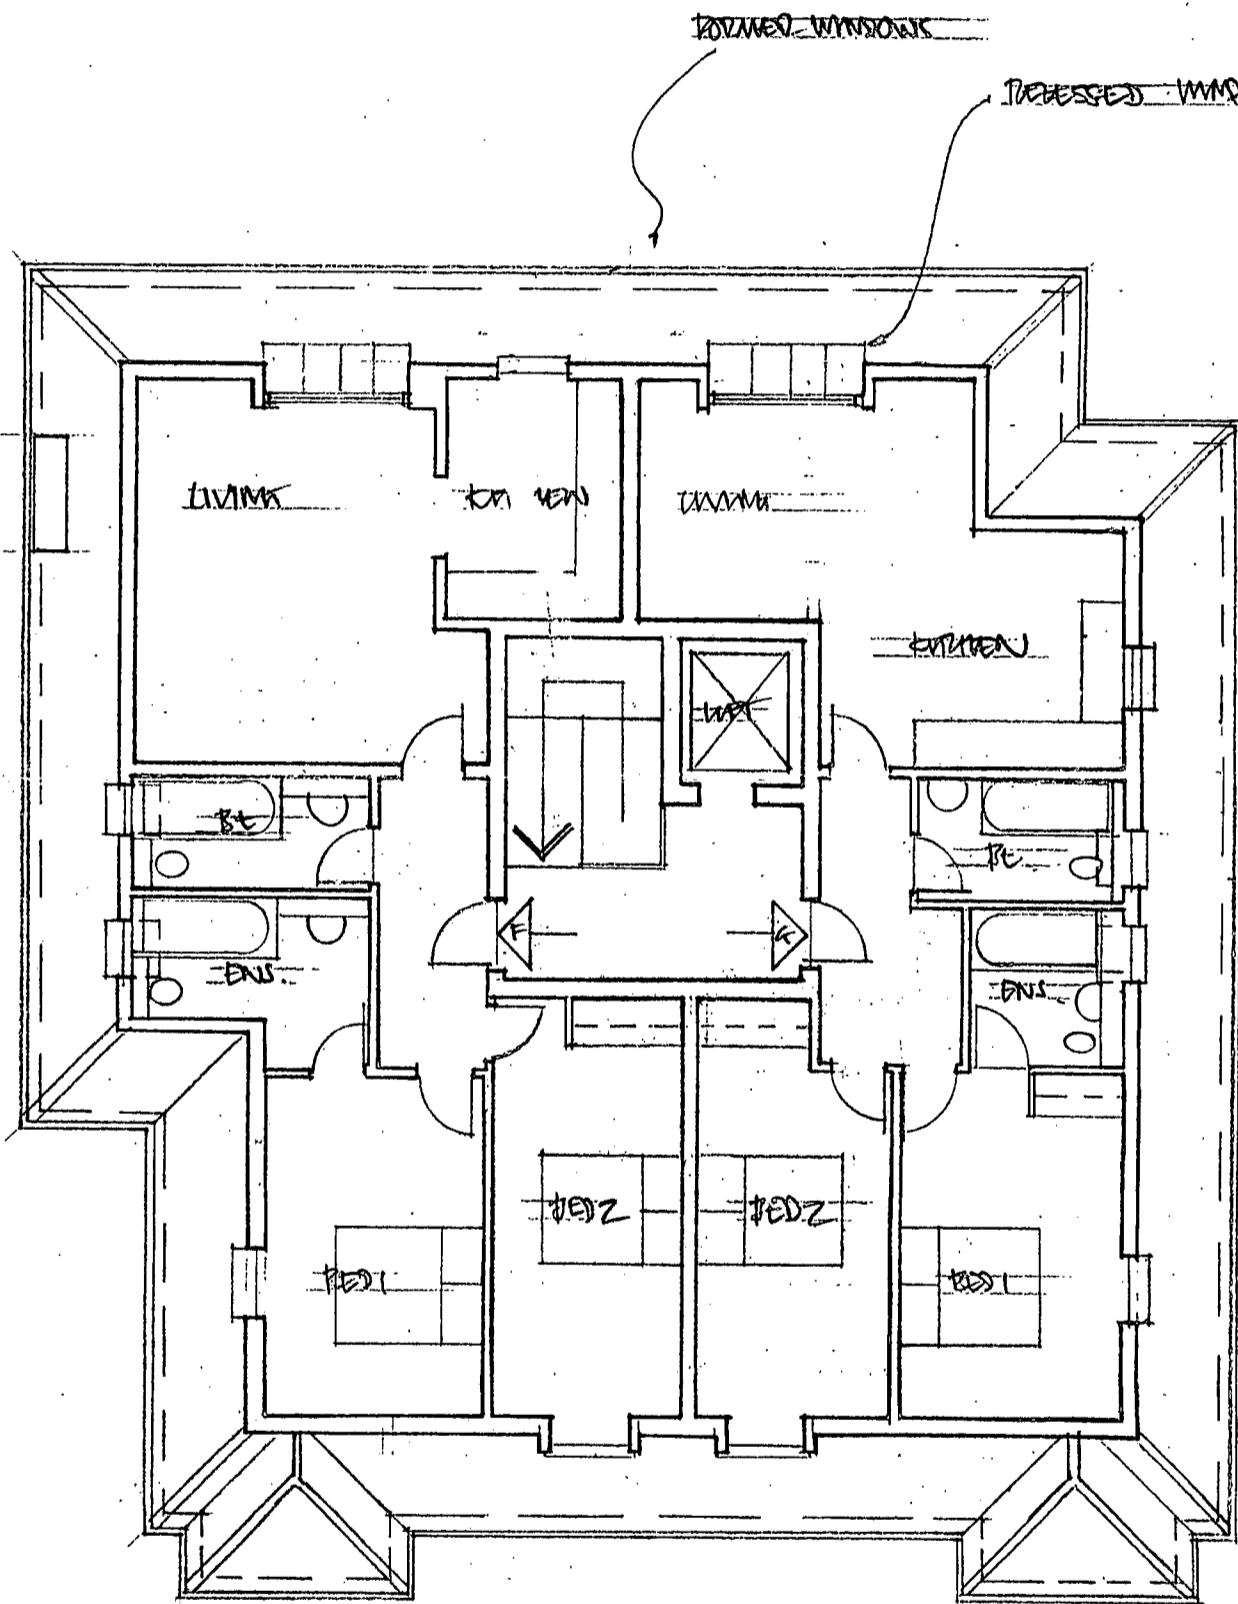 DORMER WINDOWS
RECESSED
LIVING
KITCHEN
LIVING
KITCHEN
LIFT
Bt
Bt
F
G
ENS.
ENS.
BED 2
BED 2
BED 1
BED 1